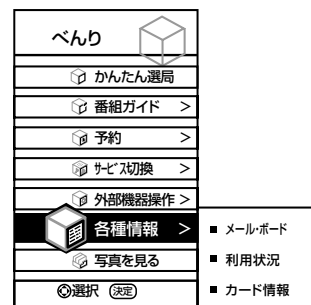 べんり
かんたん選局
番組ガイド >
予約 >
サービス切換 >
外部機器操作 >
各種情報 >
写真を見る
選択 決定
■ メール・ボード
■ 利用状況
■ カード情報